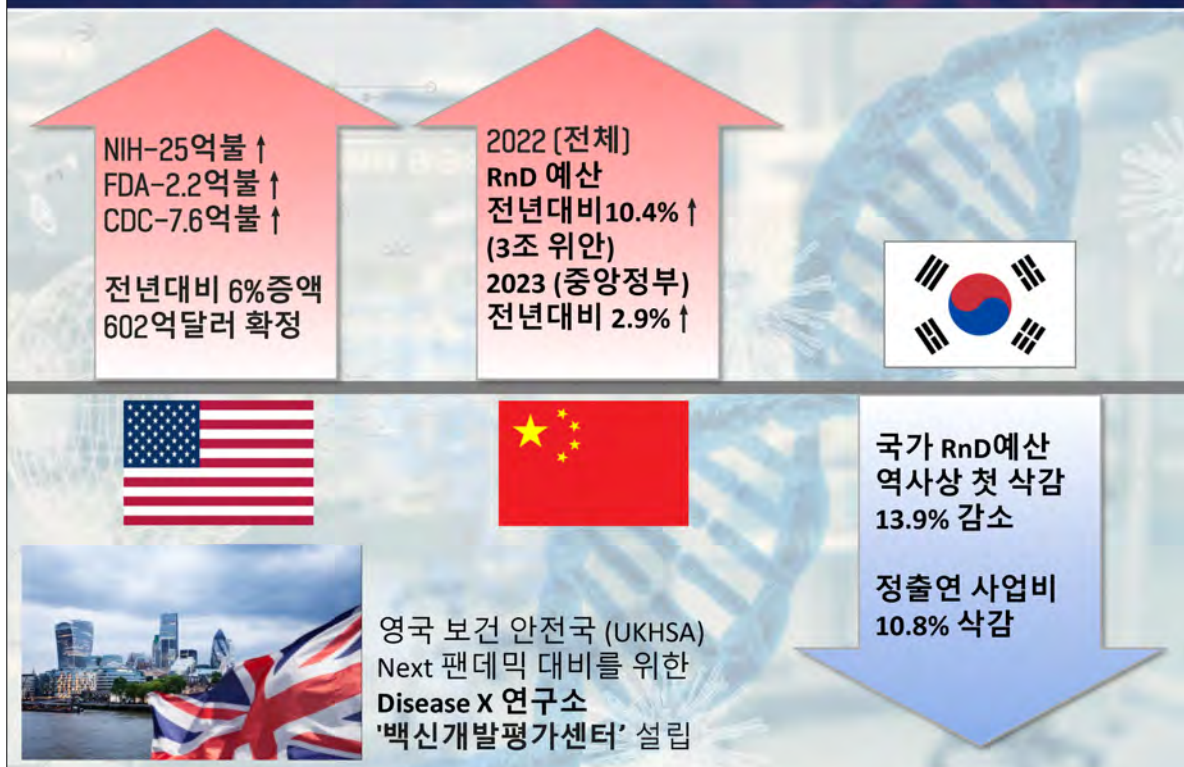 NIH-25억불↑
FDA-2.2억불↑
CDC-7.6억불↑
전년대비 6%증액
602억달러 확정
2022 (전체)
RnD 예산
전년대비10.4%↑
(3조 위안)
2023 (중앙정부)
전년대비 2.9%↑
국가 RnD예산
역사상 첫 삭감
13.9% 감소
정출연 사업비
10.8% 삭감
영국 보건 안전국 (UKHSA)
Next 팬데믹 대비를 위한
Disease X 연구소
'백신개발평가센터’ 설립